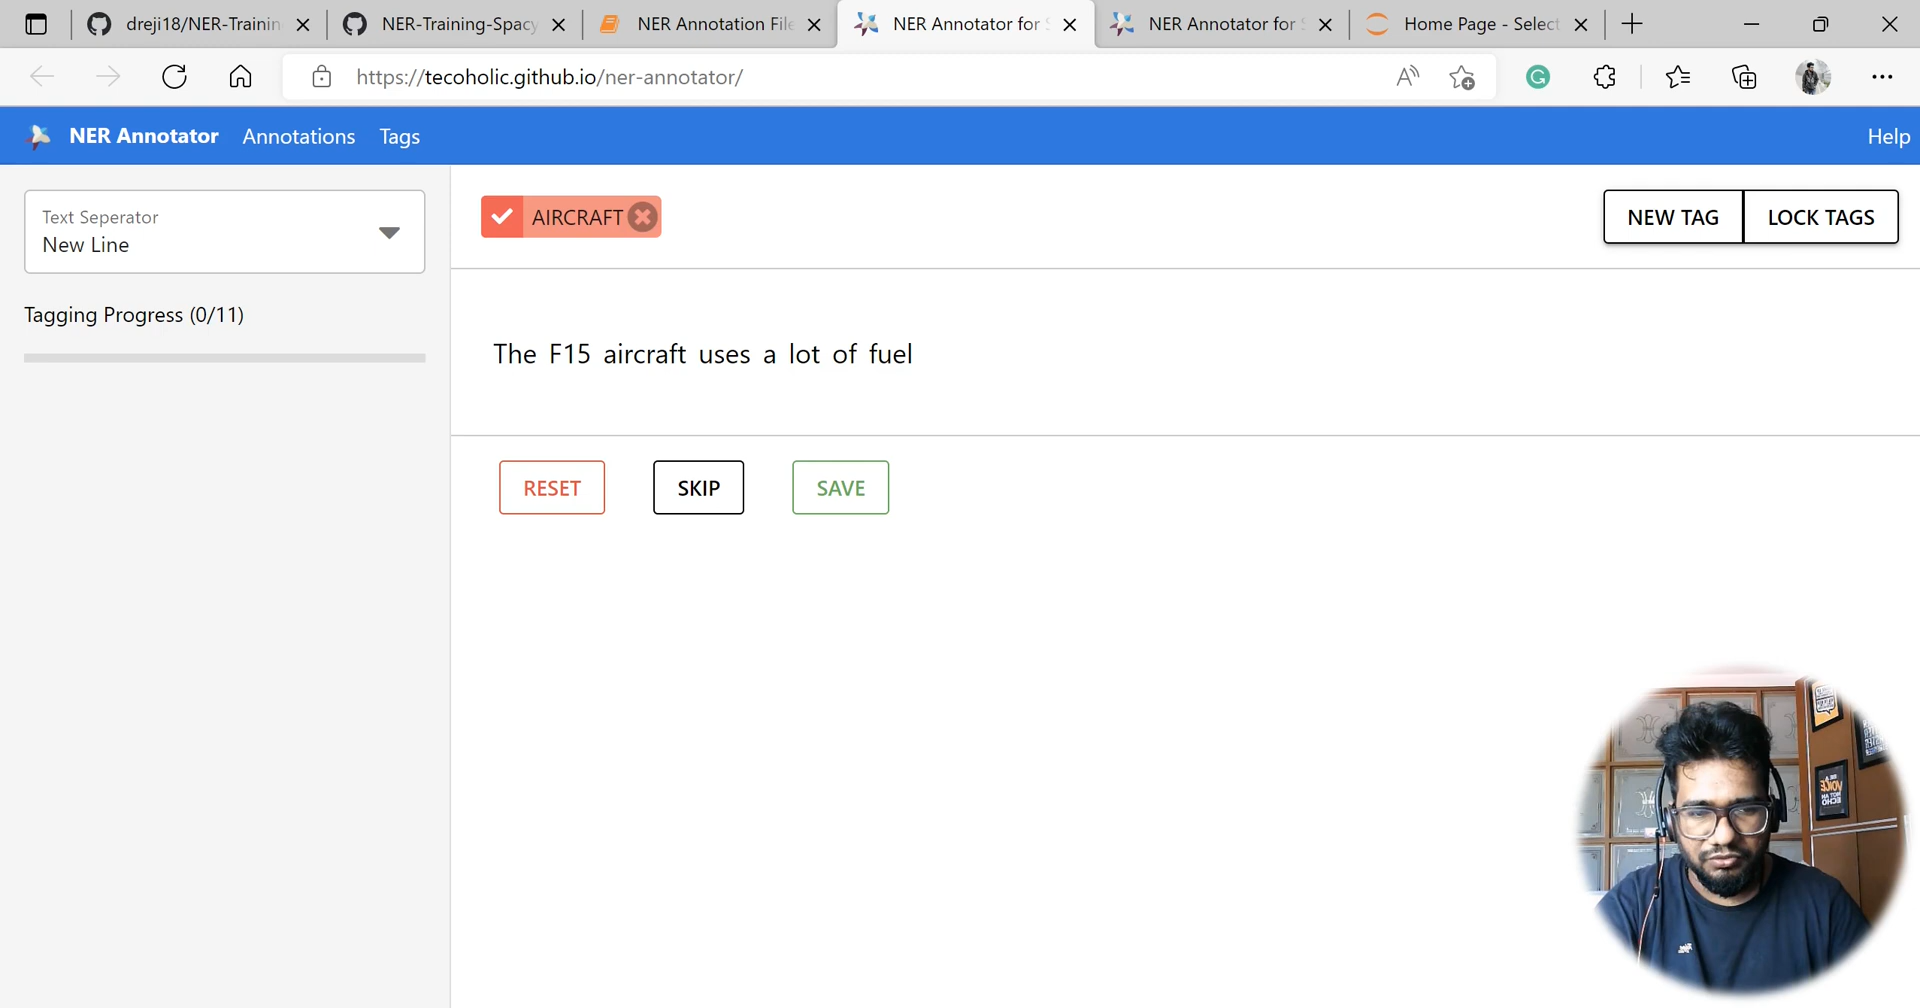 dreji18/NER-Trainin
NER-Training-Spacy
NER Annotation File
NER Annotator for S
NER Annotator for S
Home Page - Select
https://tecoholic.github.io/ner-annotator/
NER Annotator
Annotations
Tags
Help
Text Seperator
New Line
Tagging Progress (0/11)
AIRCRAFT
NEW TAG
LOCK TAGS
The F15 aircraft uses a lot of fuel
RESET
SKIP
SAVE